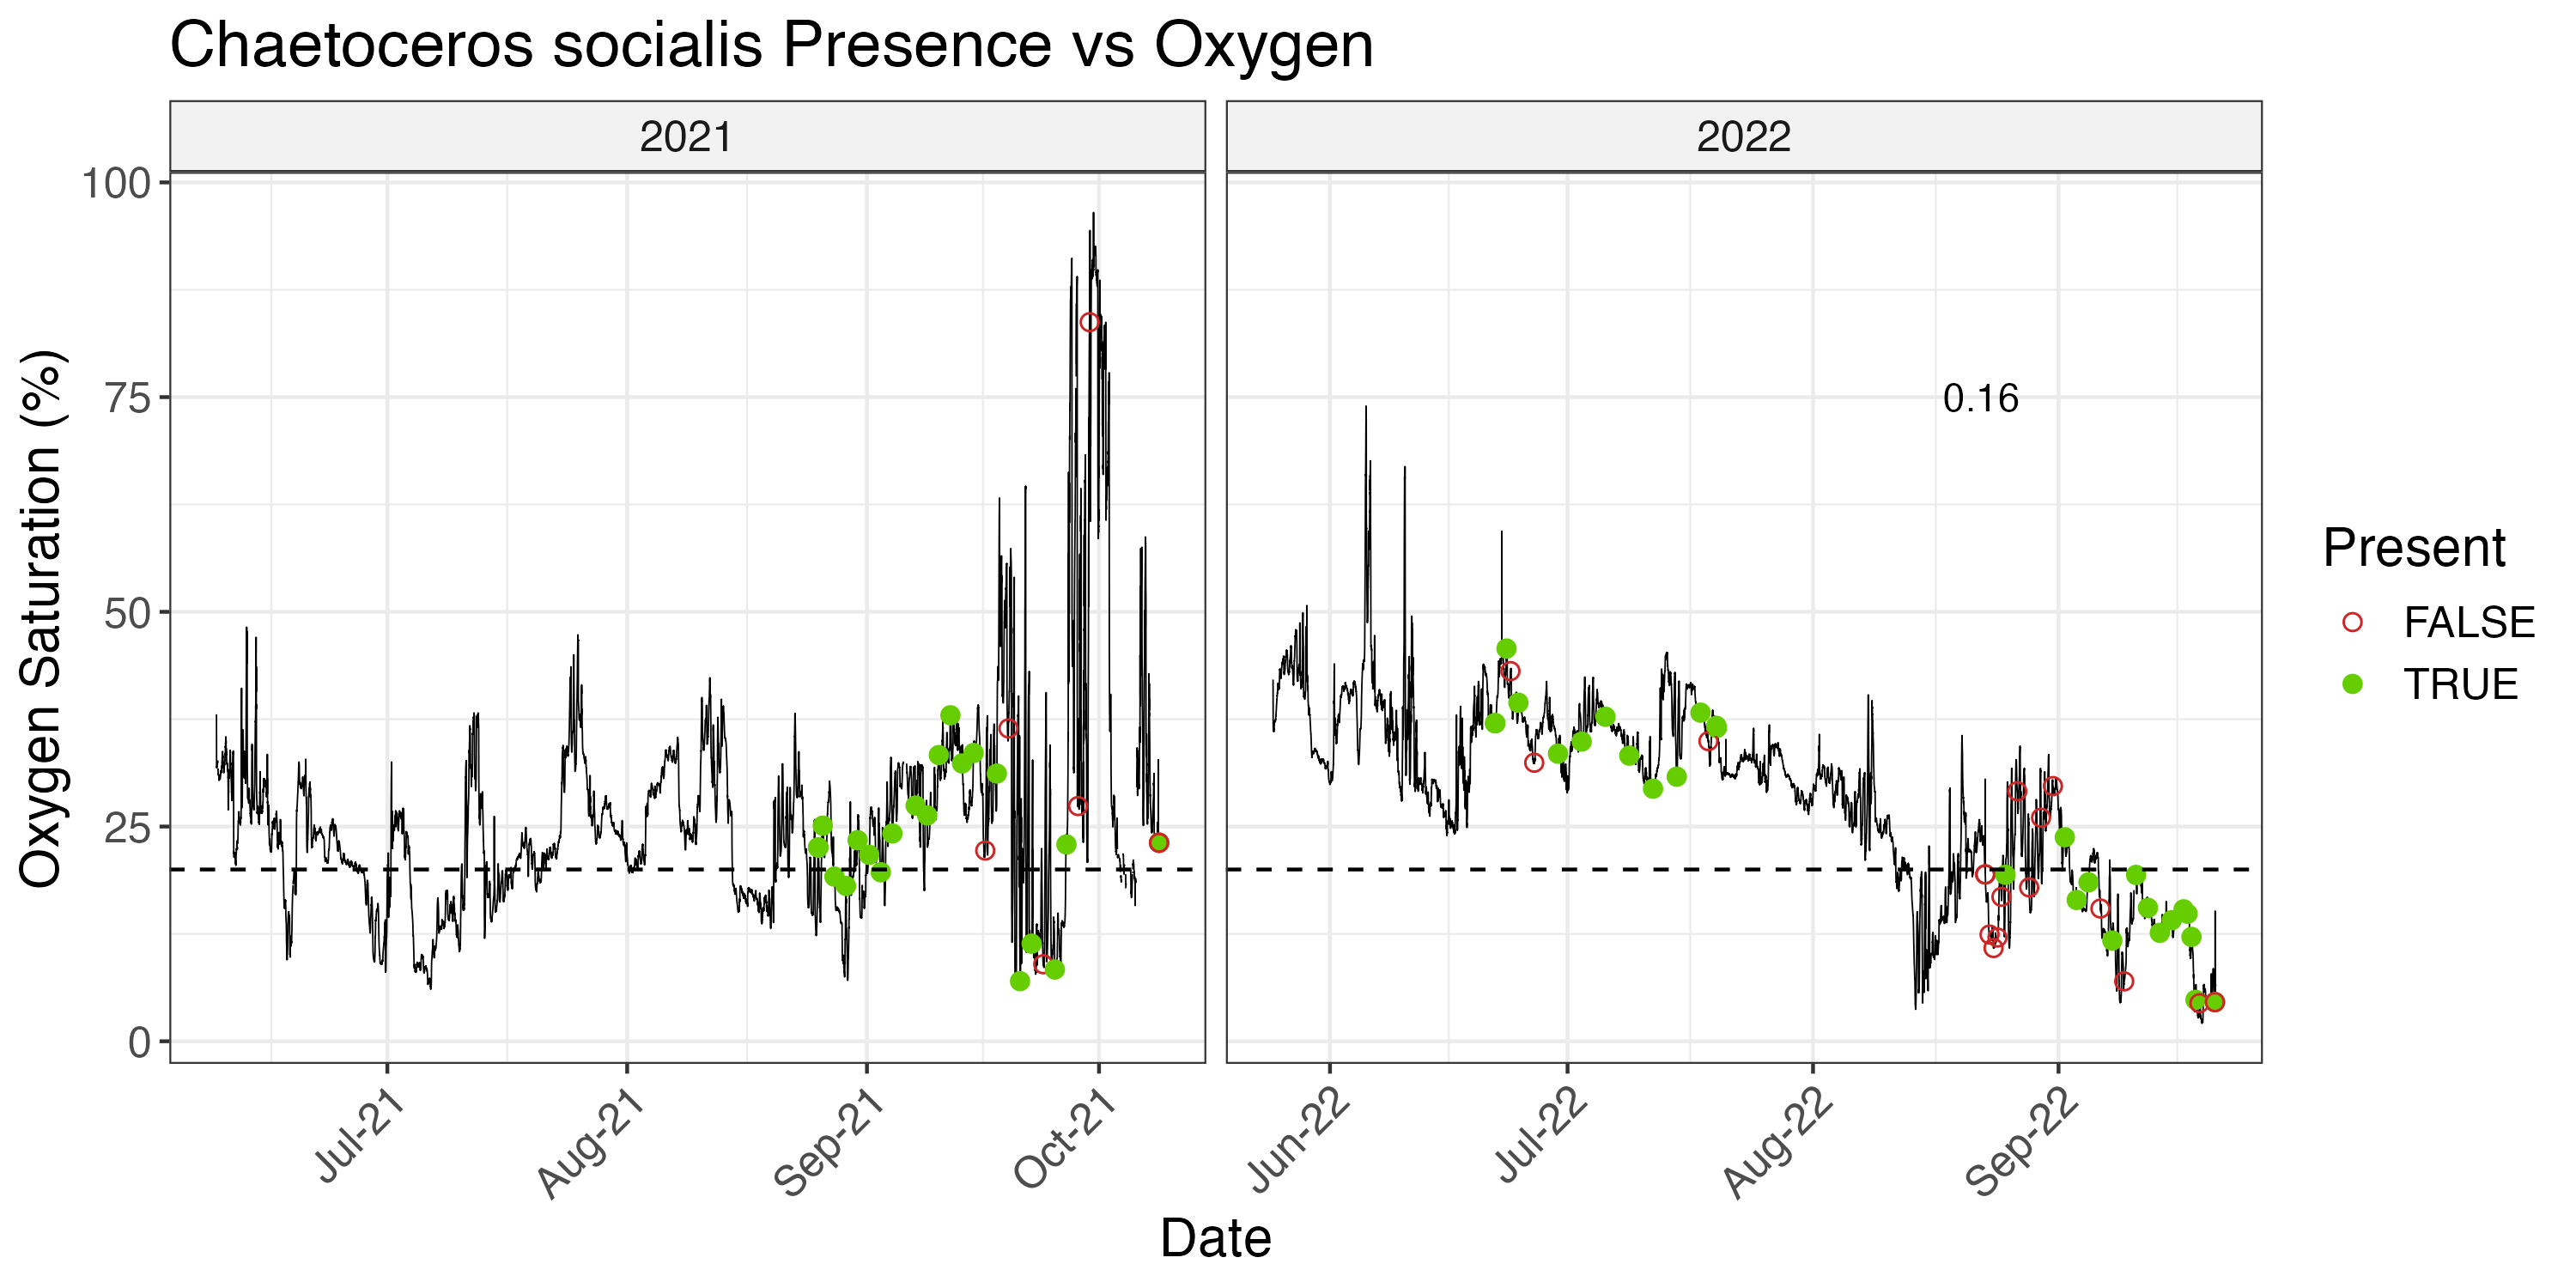 Chaetoceros socialis Presence vs Oxygen
2021
2022
Oxygen Saturation (%)
100
75
50
25
0
0.16
Jul-21
Aug-21
Sep-21
Oct-21
Jun-22
Jul-22
Aug-22
Sep-22
Date
Present
FALSE
TRUE